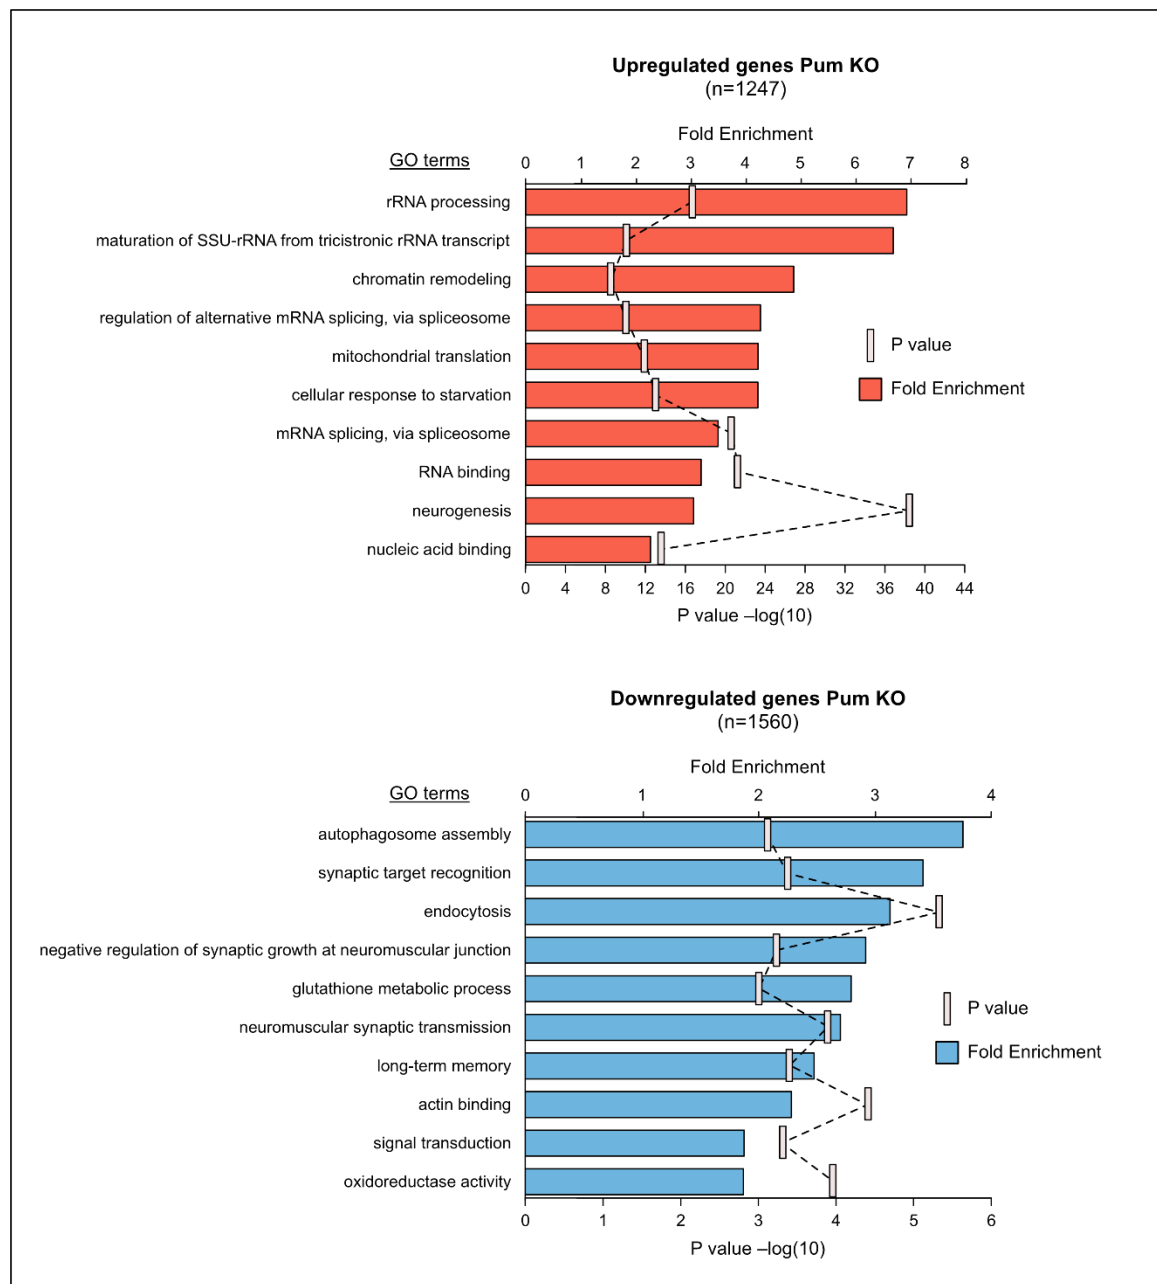 Upregulated genes Pum KO
(n=1247)
Fold Enrichment
GO terms
0 1 2 3 4 5 6 7 8
rRNA processing
maturation of SSU-rRNA from tricistronic rRNA transcript
chromatin remodeling
regulation of alternative mRNA splicing, via spliceosome
mitochondrial translation
cellular response to starvation
mRNA splicing, via spliceosome
RNA binding
neurogenesis
nucleic acid binding
P value
Fold Enrichment
0 4 8 12 16 20 24 28 32 36 40 44
P value –log(10)
Downregulated genes Pum KO
(n=1560)
Fold Enrichment
GO terms
0 1 2 3 4
autophagosome assembly
synaptic target recognition
endocytosis
negative regulation of synaptic growth at neuromuscular junction
glutathione metabolic process
neuromuscular synaptic transmission
long-term memory
actin binding
signal transduction
oxidoreductase activity
P value
Fold Enrichment
0 1 2 3 4 5 6
P value –log(10)